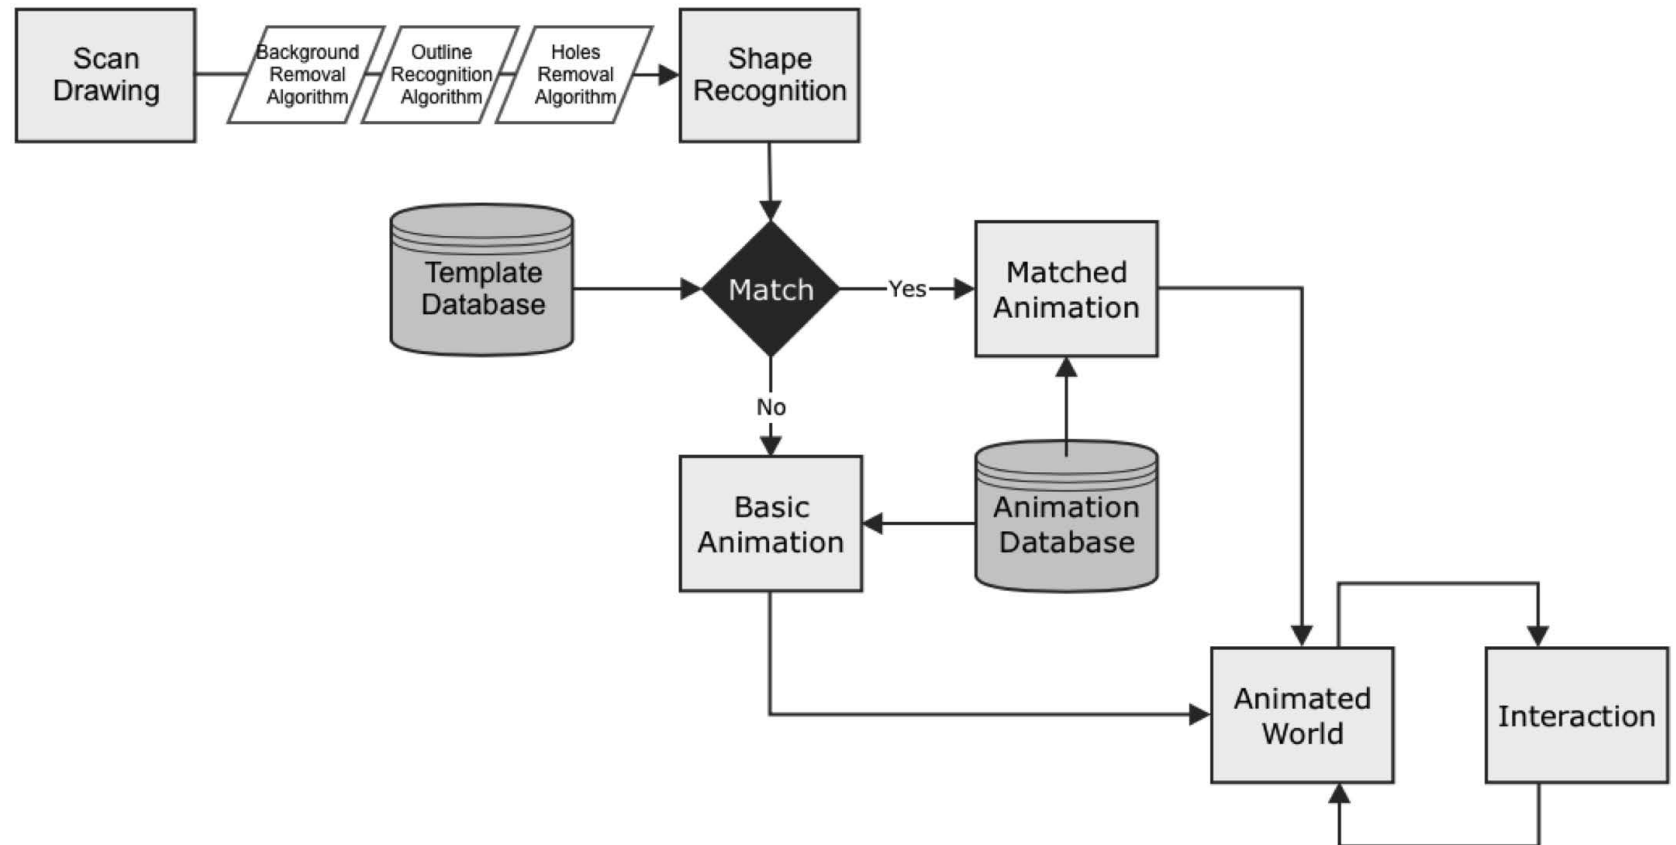 Scan
Drawing
Background
Removal
Algorithm
Outline
Recognition
Algorithm
Holes
Removal
Algorithm
Shape
Recognition
Template
Database
Match
Yes
Matched
Animation
No
Basic
Animation
Animation
Database
Animated
World
Interaction